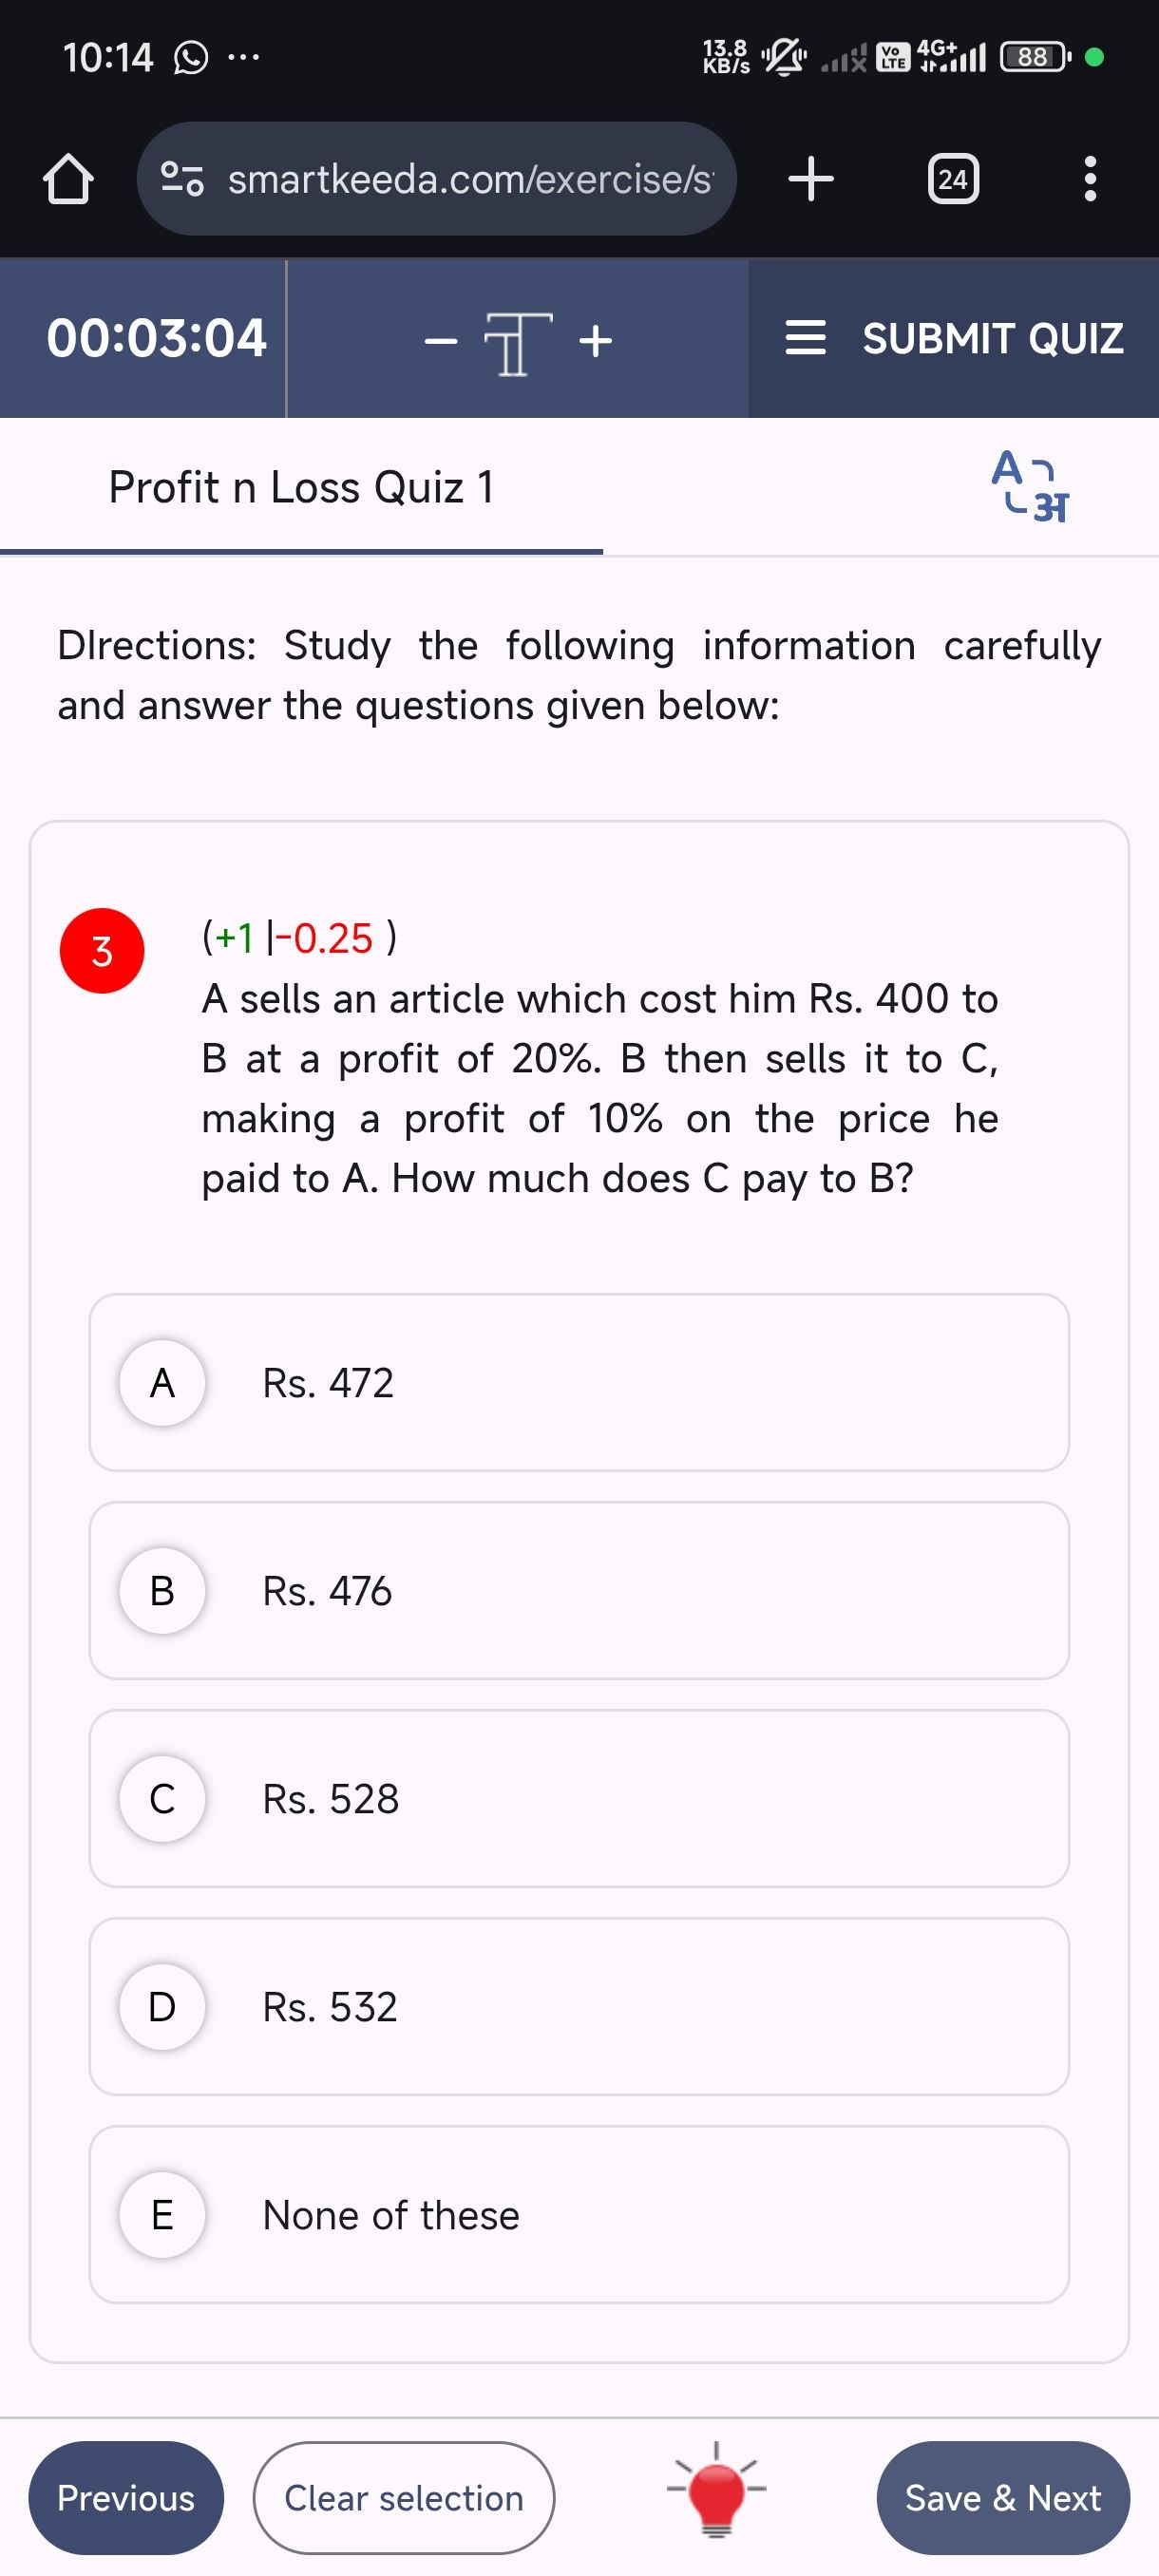 10:14 ...
13.8
KB/s
Vo
LTE
4G+
88
smartkeeda.com/exercise/s
24
00:03:04
− T +
SUBMIT QUIZ
Profit n Loss Quiz 1
A
अ
DIrections: Study the following information carefully
and answer the questions given below:
3
(+1 |-0.25 )
A sells an article which cost him Rs. 400 to
B at a profit of 20%. B then sells it to C,
making a profit of 10% on the price he
paid to A. How much does C pay to B?
A Rs. 472
B Rs. 476
C Rs. 528
D Rs. 532
E None of these
Previous
Clear selection
Save & Next